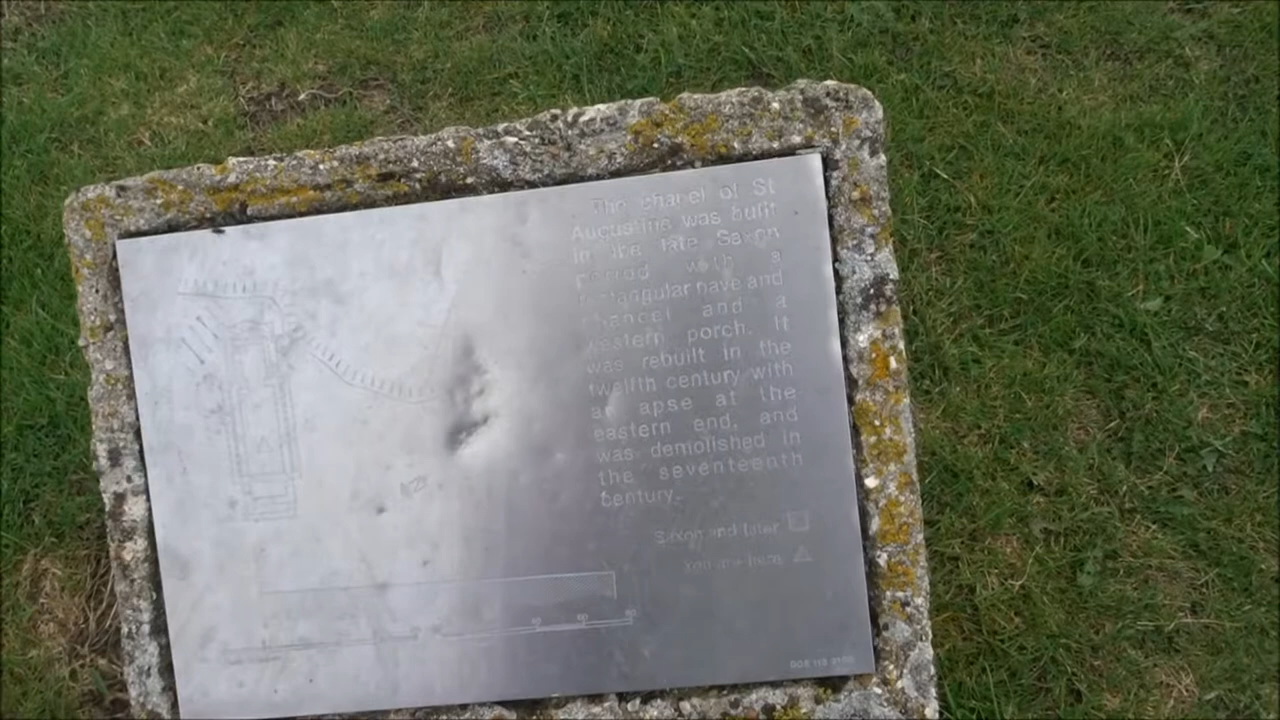 The chapel of St
Augustine was built
in the late Saxon
period with a
rectangular nave and
chancel and a
western porch. It
was rebuilt in the
twelfth century with
an apse at the
eastern end, and
was demolished in
the seventeenth
century.
Saxon and later
You are here